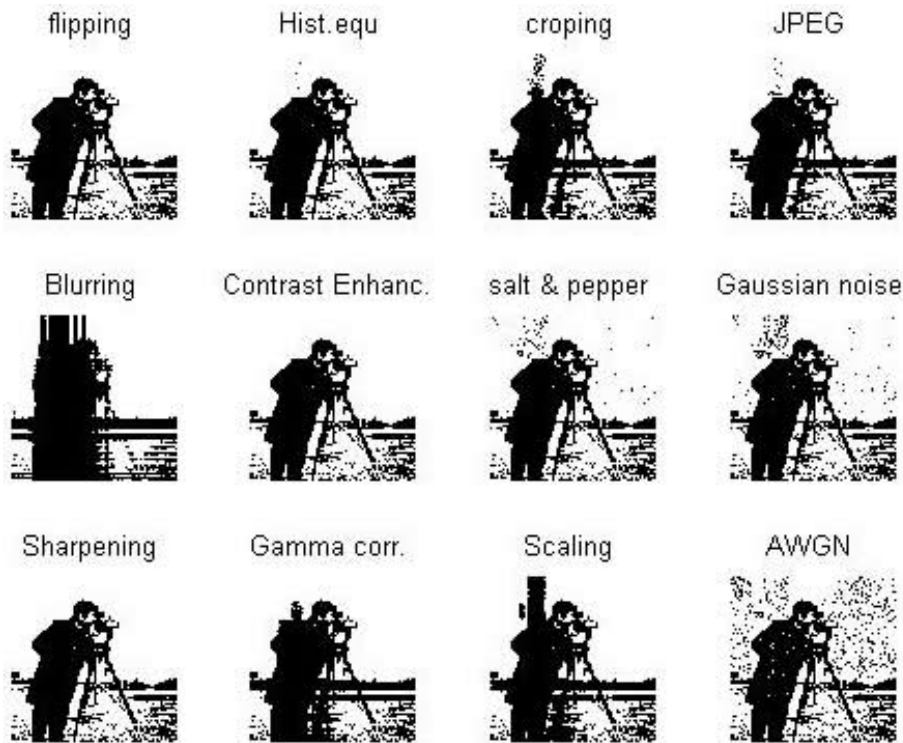 flipping Hist.equ croping JPEG
Blurring Contrast Enhanc. salt & pepper Gaussian noise
Sharpening Gamma corr. Scaling AWGN